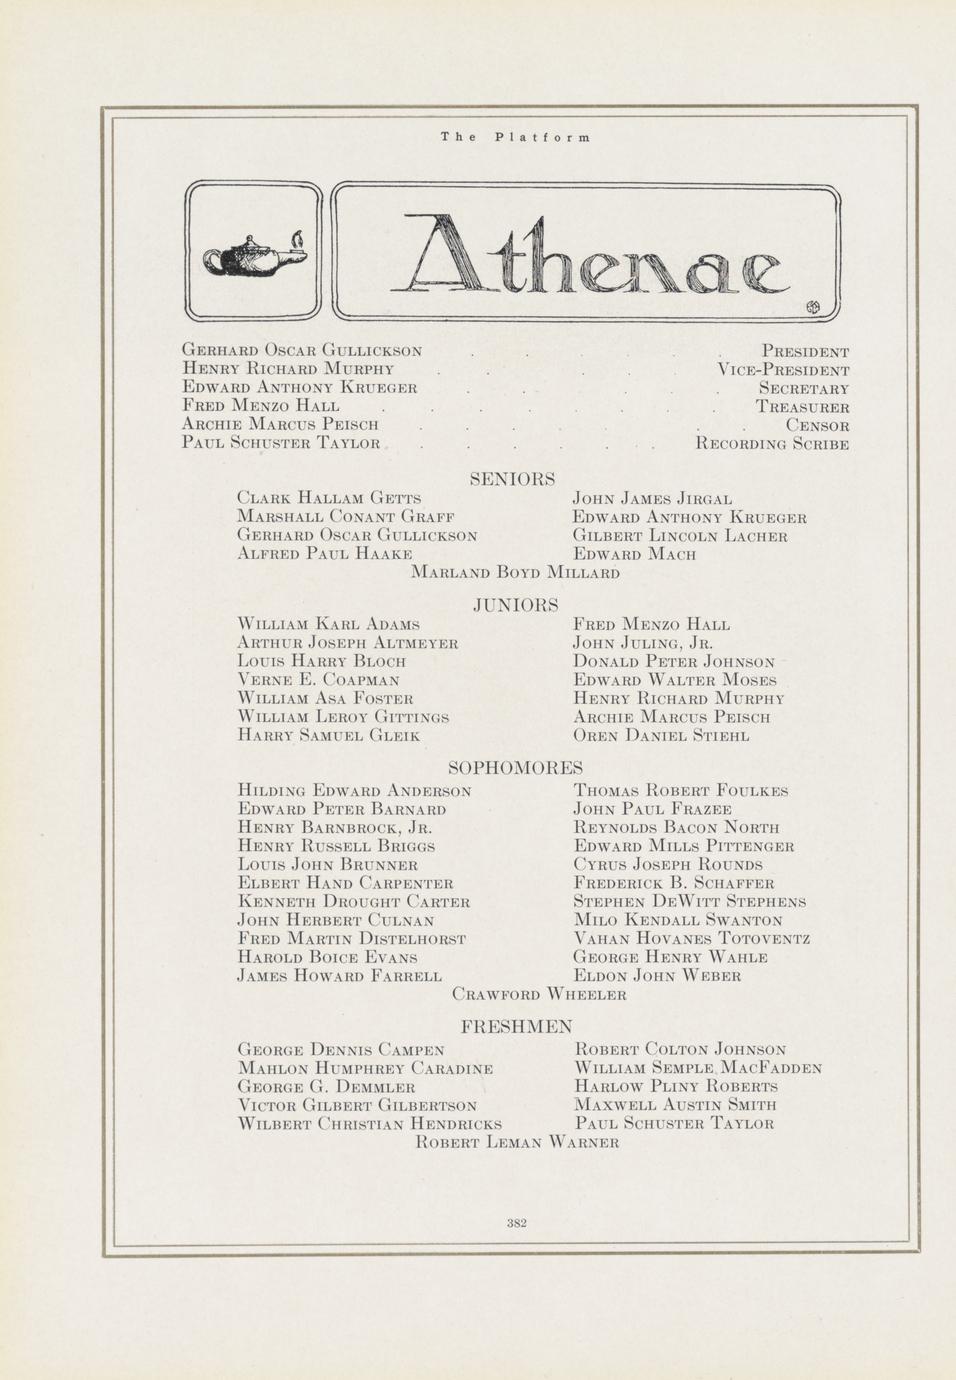 The Platform
Athenae
Gerhard Oscar Gullickson . . . . . President
Henry Richard Murphy . . . . . Vice-President
Edward Anthony Krueger . . . . . . Secretary
Fred Menzo Hall . . . . . . . . Treasurer
Archie Marcus Peisch . . . . . . . Censor
Paul Schuster Taylor . . . . . Recording Scribe
SENIORS
Clark Hallam Getts John James Jirgal
Marshall Conant Graff Edward Anthony Krueger
Gerhard Oscar Gullickson Gilbert Lincoln Lacher
Alfred Paul Haake Edward Mach
Marland Boyd Millard
JUNIORS
William Karl Adams Fred Menzo Hall
Arthur Joseph Altmeyer John Juling, Jr.
Louis Harry Bloch Donald Peter Johnson
Verne E. Coapman Edward Walter Moses
William Asa Foster Henry Richard Murphy
William Leroy Gittings Archie Marcus Peisch
Harry Samuel Gleik Oren Daniel Stiehl
SOPHOMORES
Hilding Edward Anderson Thomas Robert Foulkes
Edward Peter Barnard John Paul Frazee
Henry Barnbrock, Jr. Reynolds Bacon North
Henry Russell Briggs Edward Mills Pittenger
Louis John Brunner Cyrus Joseph Rounds
Elbert Hand Carpenter Frederick B. Schaffer
Kenneth Drought Carter Stephen DeWitt Stephens
John Herbert Culnan Milo Kendall Swanton
Fred Martin Distelhorst Vahan Hovanes Totoventz
Harold Boice Evans George Henry Wahle
James Howard Farrell Eldon John Weber
Crawford Wheeler
FRESHMEN
George Dennis Campen Robert Colton Johnson
Mahlon Humphrey Caradine William Semple MacFadden
George G. Demmler Harlow Pliny Roberts
Victor Gilbert Gilbertson Maxwell Austin Smith
Wilbert Christian Hendricks Paul Schuster Taylor
Robert Leman Warner
382